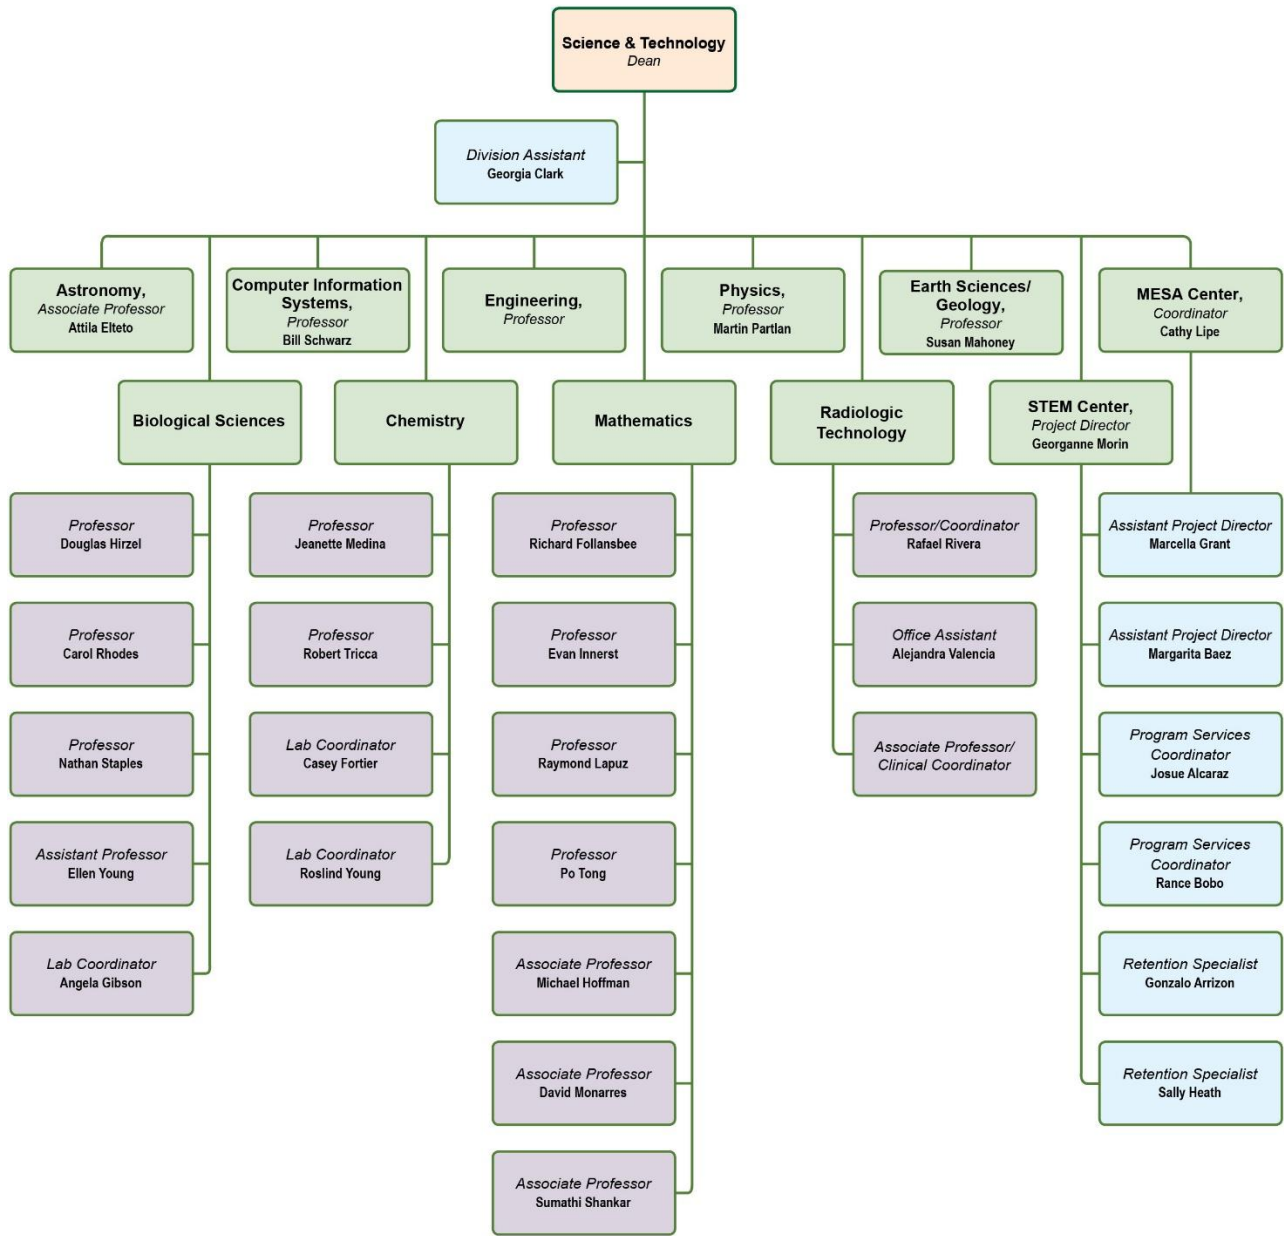 Science & Technology
Dean
Division Assistant
Georgia Clark
Astronomy,
Associate Professor
Attila Elteto
Computer Information
Systems,
Professor
Bill Schwarz
Engineering,
Professor
Physics,
Professor
Martin Partlan
Earth Sciences/
Geology,
Professor
Susan Mahoney
MESA Center,
Coordinator
Cathy Lipe
Biological Sciences
Chemistry
Mathematics
Radiologic
Technology
STEM Center,
Project Director
Georganne Morin
Professor
Douglas Hirzel
Professor
Carol Rhodes
Professor
Nathan Staples
Assistant Professor
Ellen Young
Lab Coordinator
Angela Gibson
Professor
Jeanette Medina
Professor
Robert Tricca
Lab Coordinator
Casey Fortier
Lab Coordinator
Roslind Young
Professor
Richard Follansbee
Professor
Evan Innerst
Professor
Raymond Lapuz
Professor
Po Tong
Associate Professor
Michael Hoffman
Associate Professor
David Monarres
Associate Professor
Sumathi Shankar
Professor/Coordinator
Rafael Rivera
Office Assistant
Alejandra Valencia
Associate Professor/
Clinical Coordinator
Assistant Project Director
Marcella Grant
Assistant Project Director
Margarita Baez
Program Services
Coordinator
Josue Alcaraz
Program Services
Coordinator
Rance Bobo
Retention Specialist
Gonzalo Arrizon
Retention Specialist
Sally Heath